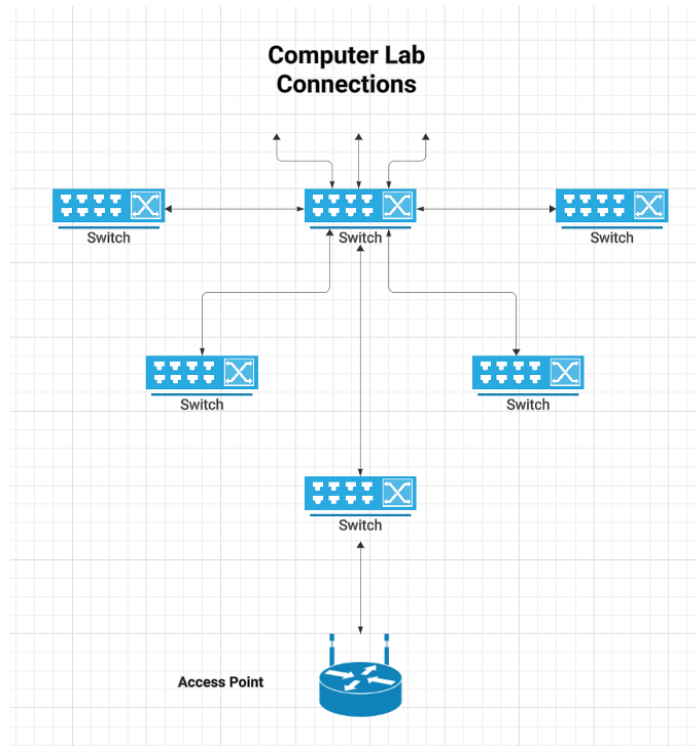 Computer Lab
Connections
Switch
Switch
Switch
Switch
Switch
Switch
Access Point